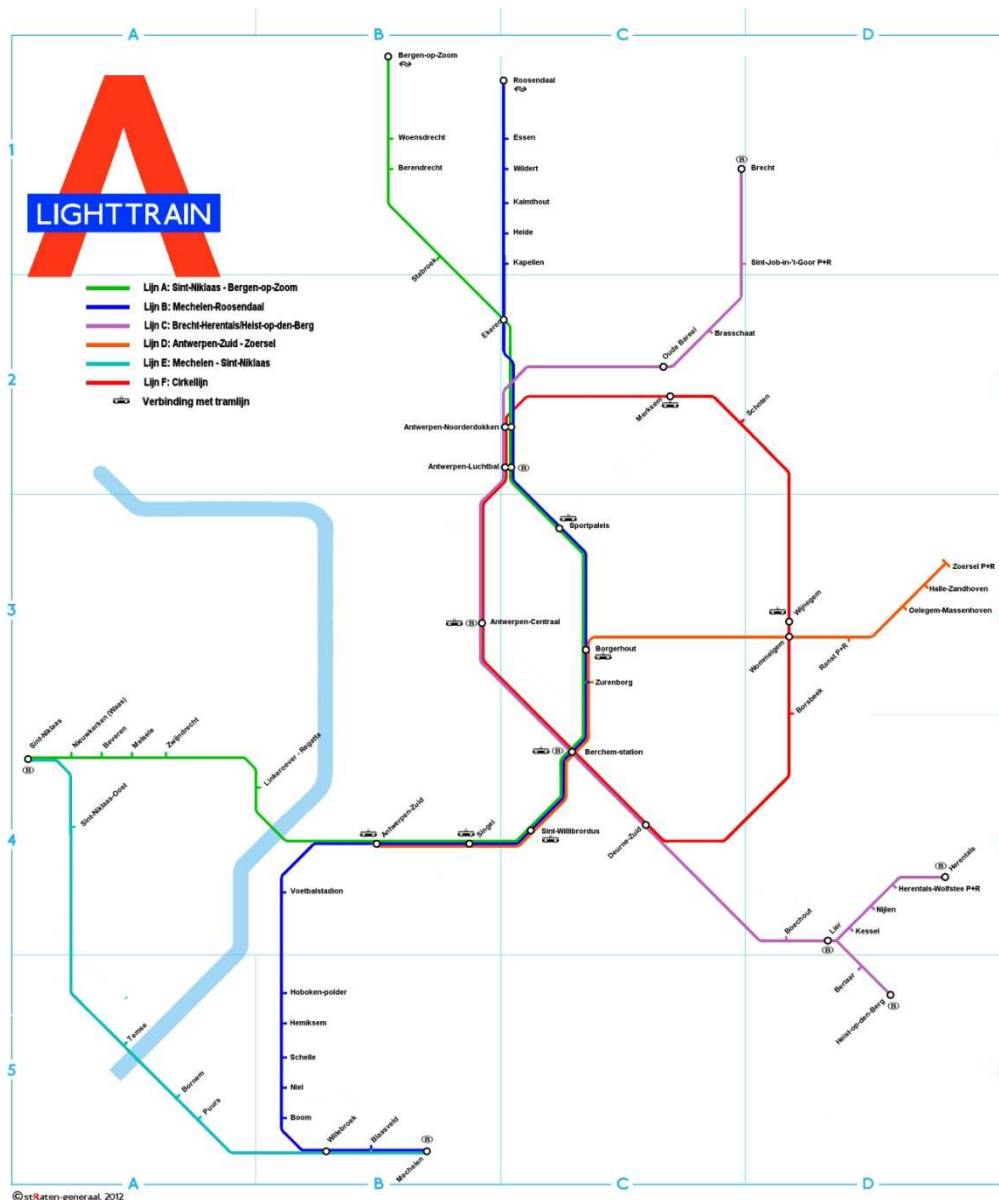 A
B
C
D
1
2
3
4
5
LIGHTTRAIN
Lijn A: Sint-Niklaas - Bergen-op-Zoom
Lijn B: Mechelen-Roosendaal
Lijn C: Brecht-Herentals/Heist-op-den-Berg
Lijn D: Antwerpen-Zuid - Zoersel
Lijn E: Mechelen - Sint-Niklaas
Lijn F: Cirkellijn
Verbinding met tramlijn
Bergen-op-Zoom
Woensdrecht
Berendrecht
Stabroek
Roosendaal
Essen
Wildert
Kalmthout
Heide
Kapellen
Ekeren
B
Brecht
Sint-Job-in-'t-Goor P+R
Brasschaat
Oude Bareel
Merksem
Schoten
Antwerpen-Noorderdokken
Antwerpen-Luchtbal
B
Sportpaleis
B
Antwerpen-Centraal
Borgerhout
Zurenborg
Wijnegem
Wommelgem
Ranst P+R
Zoersel P+R
Halle-Zandhoven
Oelegem-Massenhoven
Borsbeek
B
Berchem-station
Sint-Niklaas
B
Nieuwkerken (Waas)
Beveren
Melsele
Zwijndrecht
Linkeroever - Regatta
Sint-Niklaas-Oost
Antwerpen-Zuid
Singel
Sint-Willibrordus
Deurne-Zuid
Voetbalstadion
Boechout
Lier
B
Kessel
Nijlen
Herentals-Wolfstee P+R
B
Herentals
Berlaar
Heist-op-den-Berg
B
Hoboken-polder
Hemiksem
Schelle
Niel
Boom
Temse
Bornem
Puurs
Willebroek
Blaasveld
Mechelen
B
A
B
C
D
©stRaten-generaal 2012